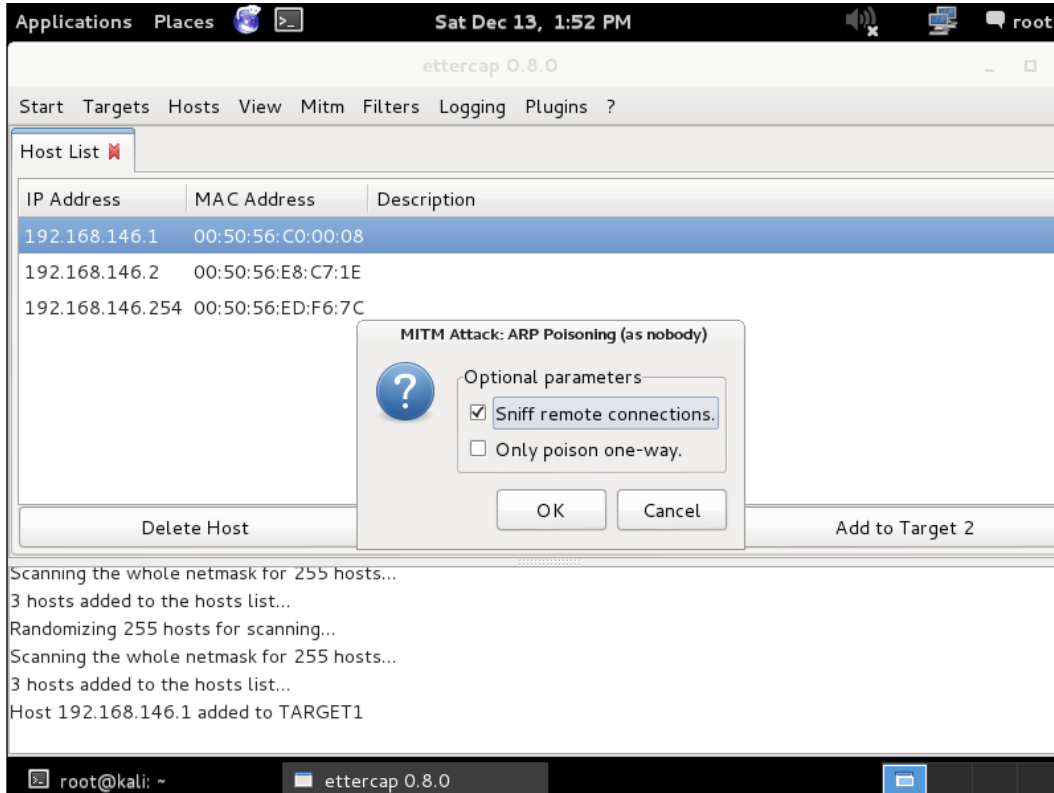 Applications Places Sat Dec 13, 1:52 PM root
ettercap 0.8.0
Start Targets Hosts View Mitm Filters Logging Plugins ?
Host List
IP Address MAC Address Description
192.168.146.1 00:50:56:C0:00:08
192.168.146.2 00:50:56:E8:C7:1E
192.168.146.254 00:50:56:ED:F6:7C
MITM Attack: ARP Poisoning (as nobody)
Optional parameters
Sniff remote connections.
Only poison one-way.
OK Cancel
Delete Host Add to Target 2
Scanning the whole netmask for 255 hosts...
3 hosts added to the hosts list...
Randomizing 255 hosts for scanning...
Scanning the whole netmask for 255 hosts...
3 hosts added to the hosts list...
Host 192.168.146.1 added to TARGET1
root@kali: ~ ettercap 0.8.0